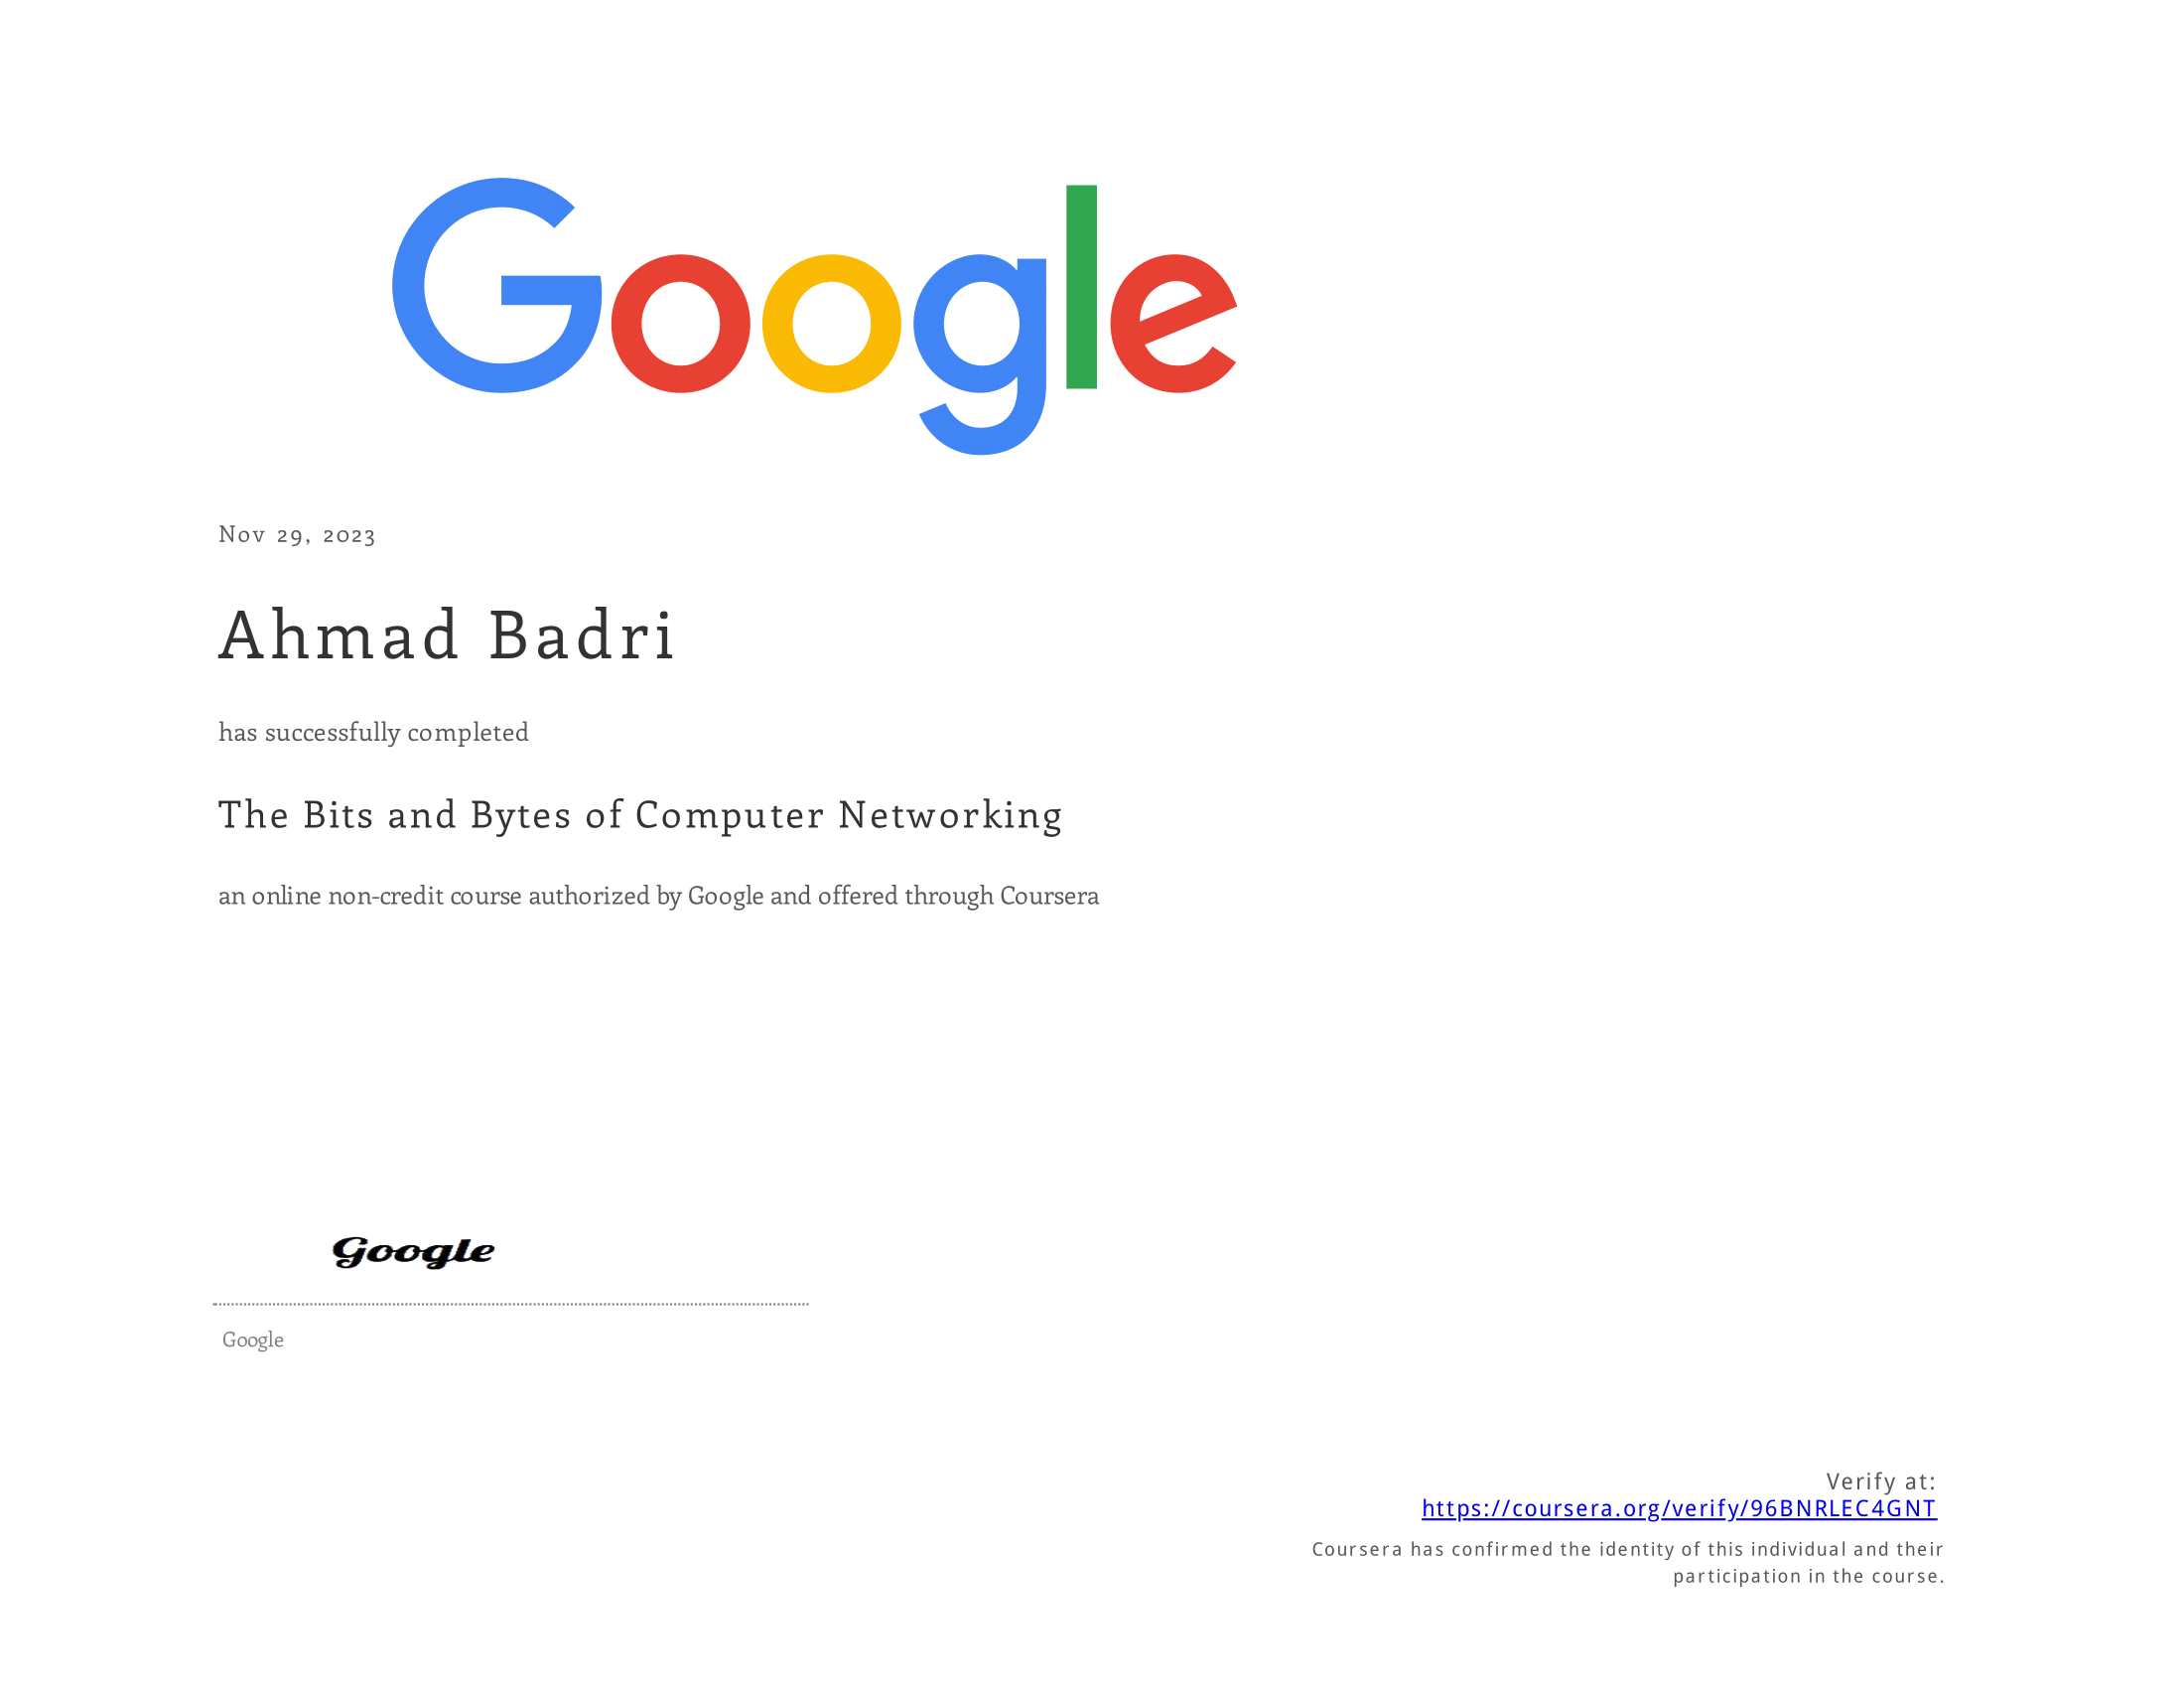 Google
Nov 29, 2023
Ahmad Badri
has successfully completed
The Bits and Bytes of Computer Networking
an online non-credit course authorized by Google and offered through Coursera
Google
Google
Verify at:
https://coursera.org/verify/96BNRLEC4GNT
Coursera has confirmed the identity of this individual and their
participation in the course.